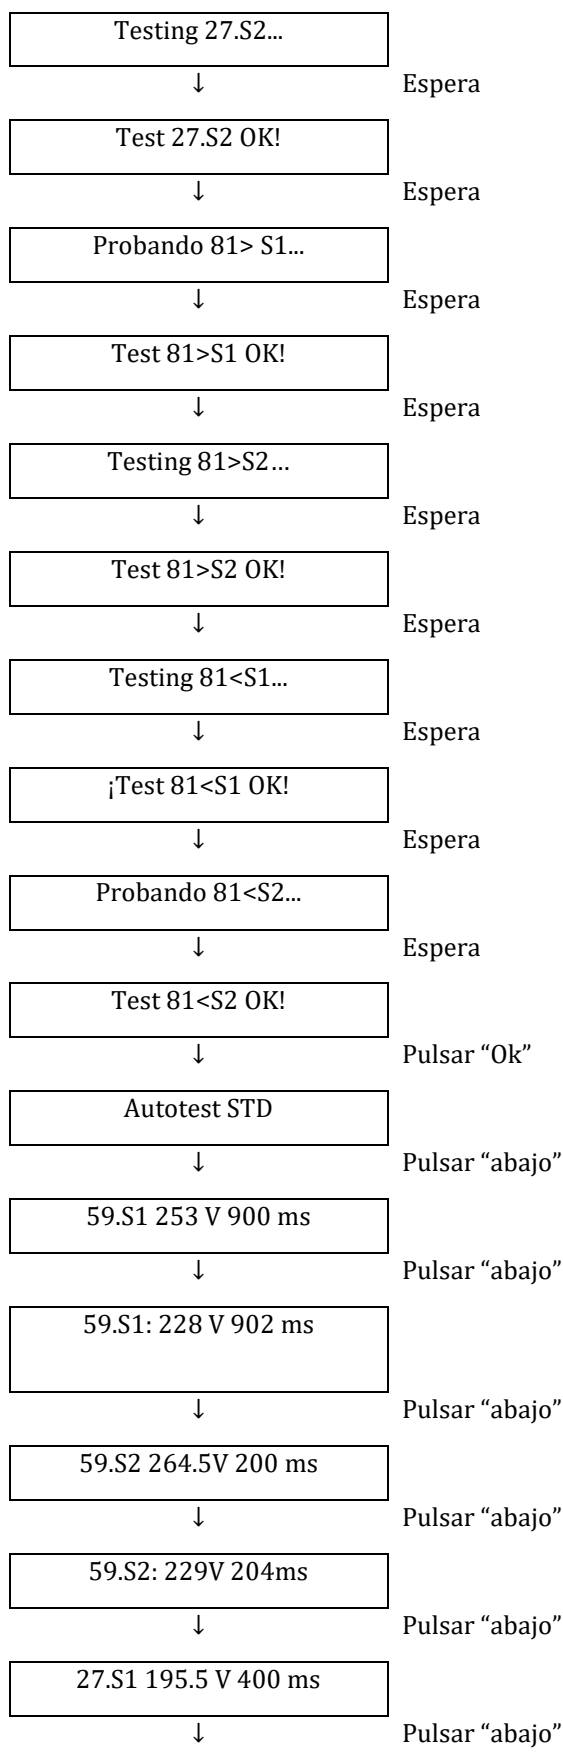 Testing 27.S2...
↓ Espera
Test 27.S2 OK!
↓ Espera
Probando 81> S1...
↓ Espera
Test 81>S1 OK!
↓ Espera
Testing 81>S2...
↓ Espera
Test 81>S2 OK!
↓ Espera
Testing 81<S1...
↓ Espera
¡Test 81<S1 OK!
↓ Espera
Probando 81<S2...
↓ Espera
Test 81<S2 OK!
↓ Pulsar “Ok”
Autotest STD
↓ Pulsar “abajo”
59.S1 253 V 900 ms
↓ Pulsar “abajo”
59.S1: 228 V 902 ms
↓ Pulsar “abajo”
59.S2 264.5V 200 ms
↓ Pulsar “abajo”
59.S2: 229V 204ms
↓ Pulsar “abajo”
27.S1 195.5 V 400 ms
↓ Pulsar “abajo”